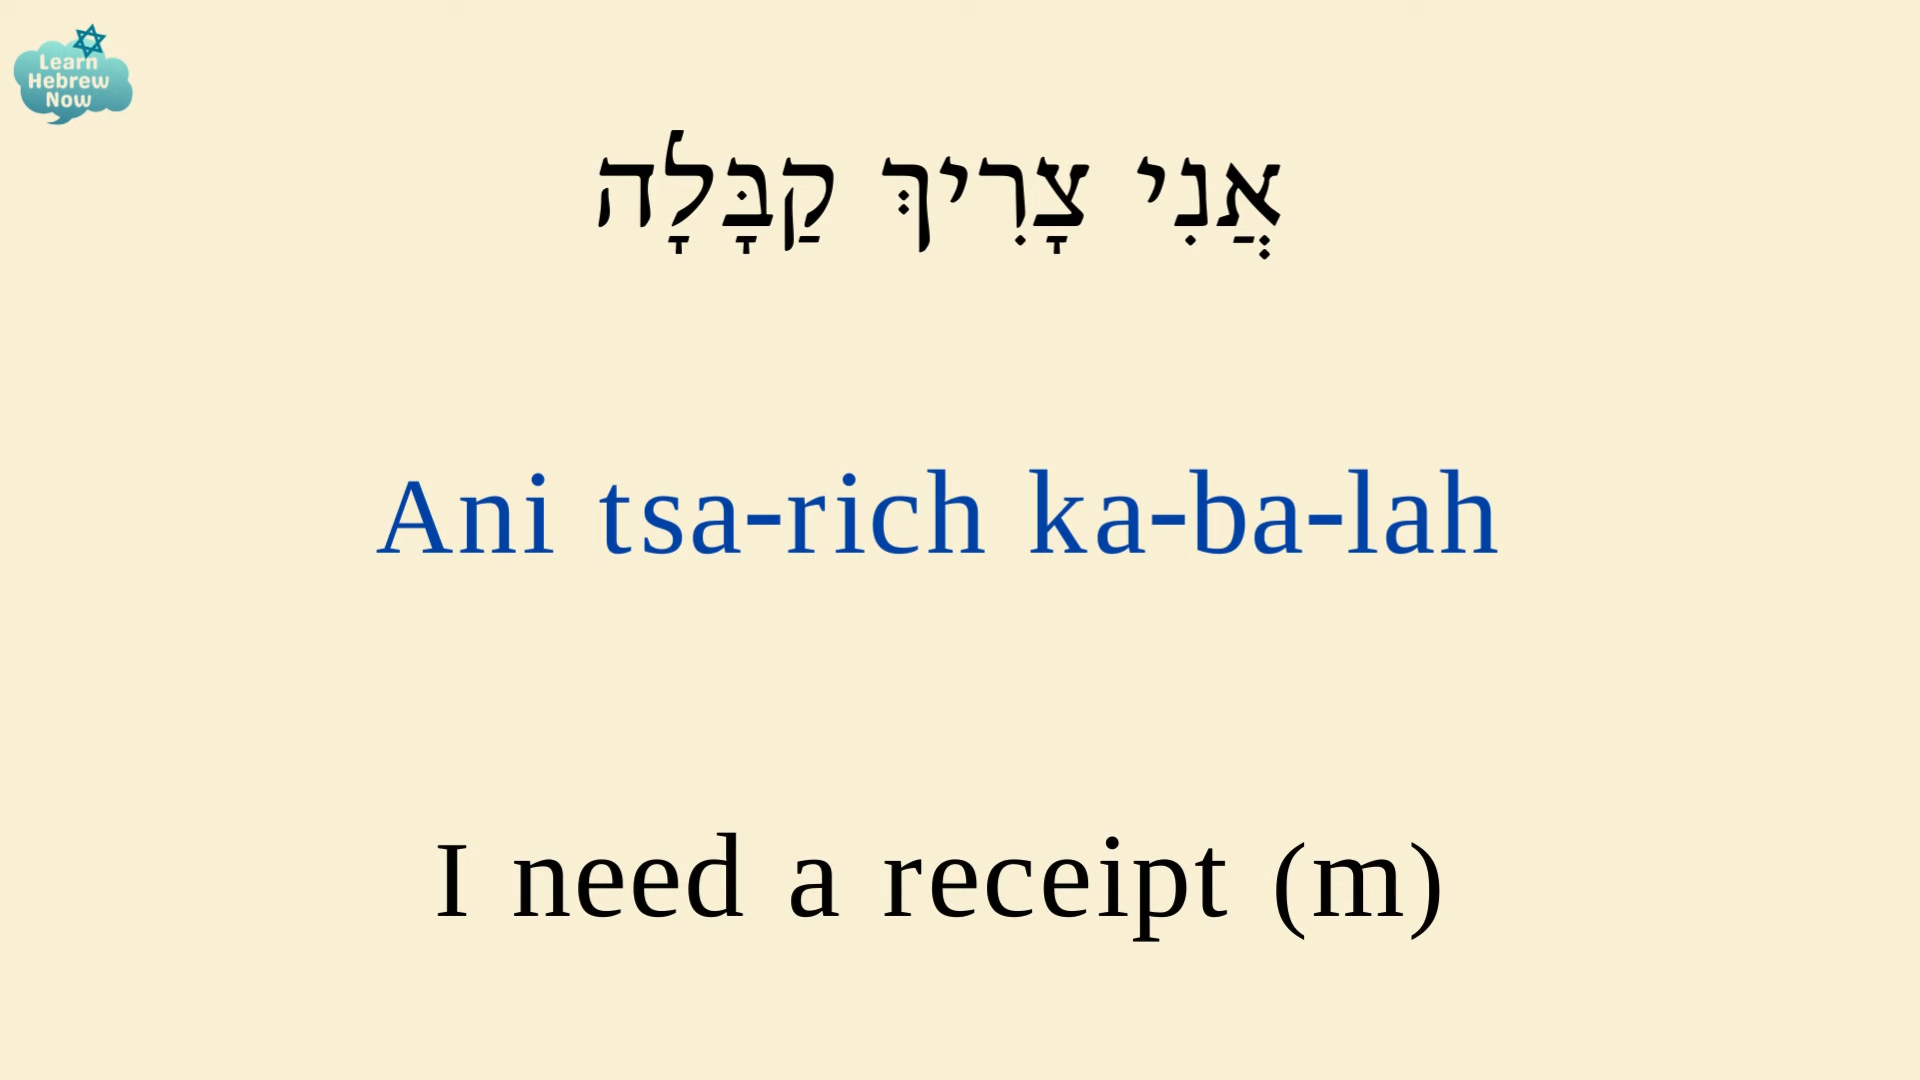 Learn
Hebrew
Now
אֲנִי צָרִיךְ קַבָּלָה
Ani tsa-rich ka-ba-lah
I need a receipt (m)